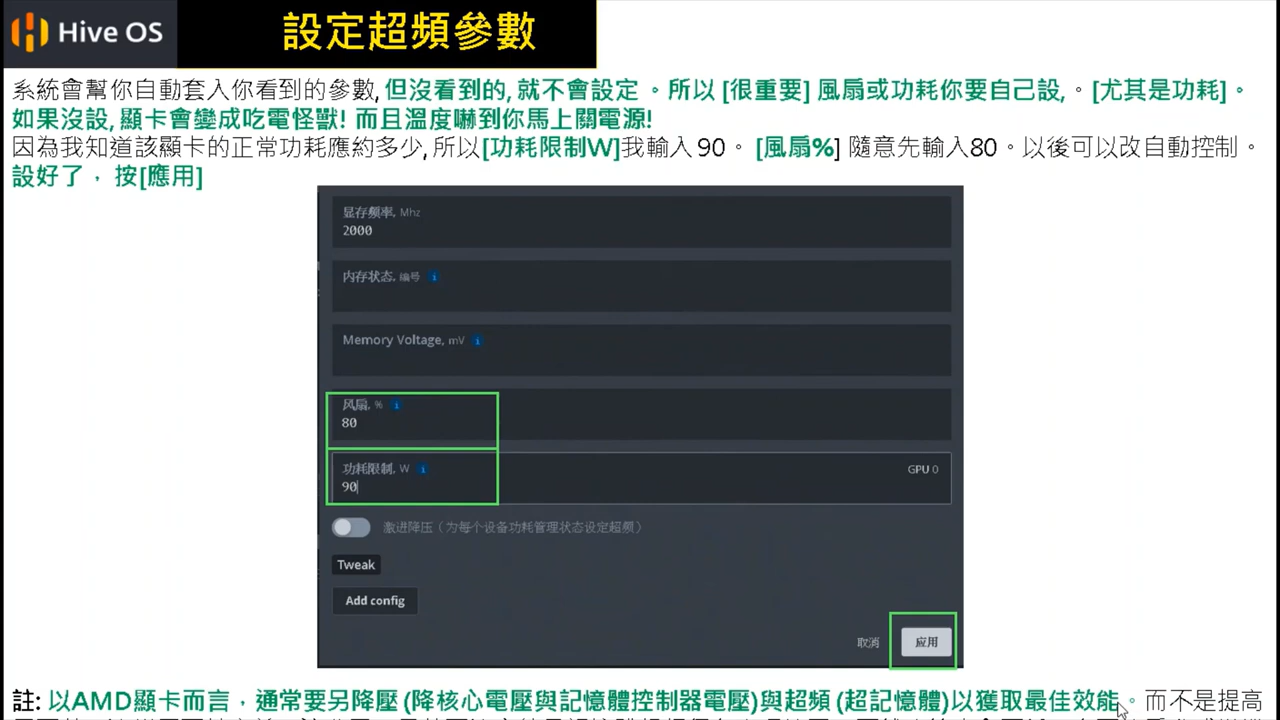 Hive OS
設定超頻參數
系統會幫你自動套入你看到的參數, 但沒看到的, 就不會設定 。所以 [很重要] 風扇或功耗你要自己設, 。[尤其是功耗]。
如果沒設, 顯卡會變成吃電怪獸! 而且溫度嚇到你馬上關電源!
因為我知道該顯卡的正常功耗應約多少, 所以[功耗限制W]我輸入 90。 [風扇%] 隨意先輸入80。以後可以改自動控制。
設好了， 按[應用]
显存频率, Mhz
2000
内存状态, 编号 i
Memory Voltage, mV i
风扇, % i
80
功耗限制, W i
GPU 0
90
激进降压（为每个设备功耗管理状态设定超频）
Tweak
Add config
取消
应用
註: 以AMD顯卡而言，通常要另降壓 (降核心電壓與記憶體控制器電壓)與超頻 (超記憶體)以獲取最佳效能。而不是提高